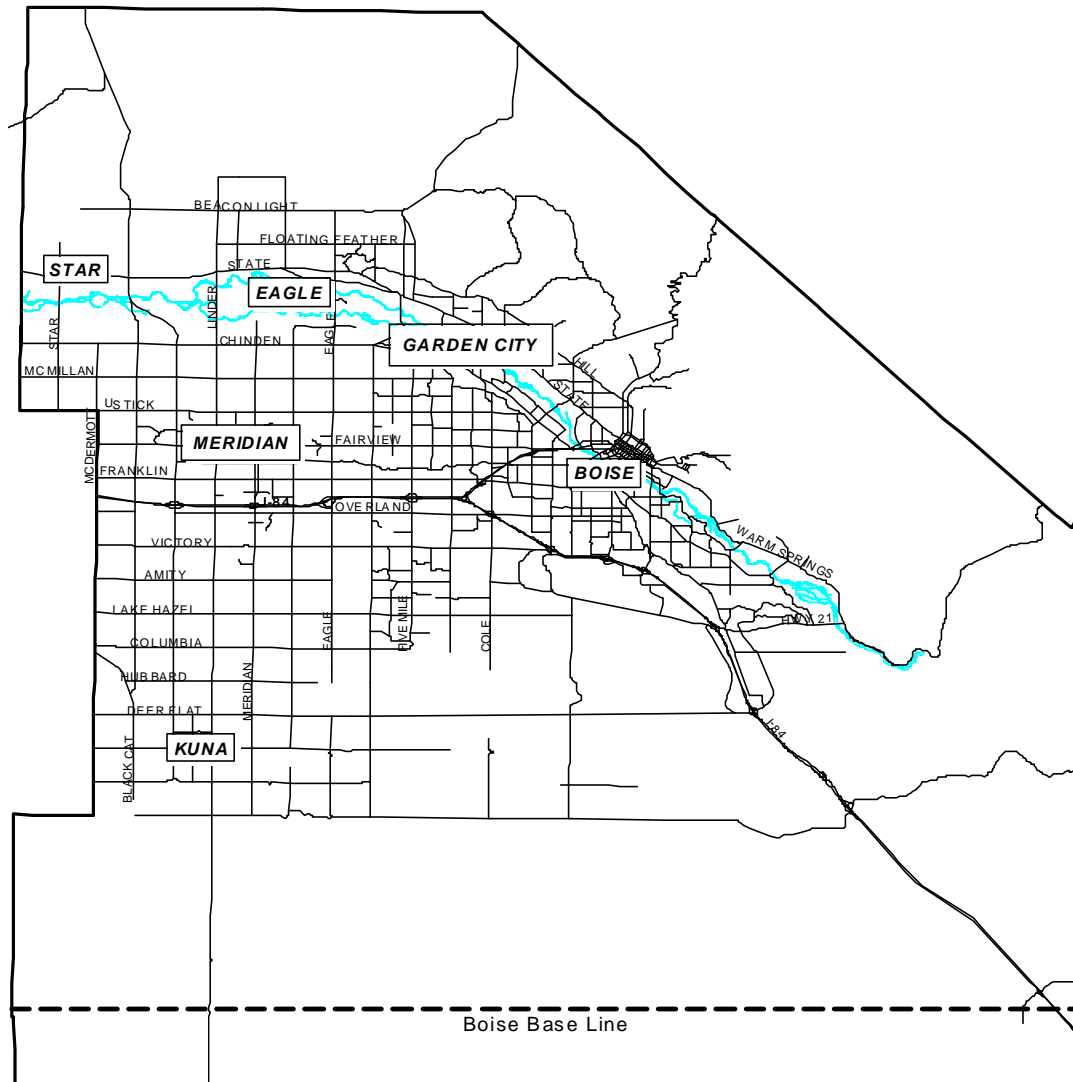 BEACON LIGHT
FLOATING FEATHER
STAR
STATE
EAGLE
LINDER
STAR
EAGLE
CHINDEN
GARDEN CITY
HILL
STATE
MCMILLAN
USTICK
MCDERMOTT
MERIDIAN
FAIRVIEW
FRANKLIN
BOISE
I-84
OVERLAND
VICTORY
WARM SPRINGS
AMITY
LAKE HAZEL
HWY 21
EAGLE
FIVE MILE
COLE
COLUMBIA
HUBBARD
MERIDIAN
DEER FLAT
I-84
KUNA
BLACK CAT
Boise Base Line